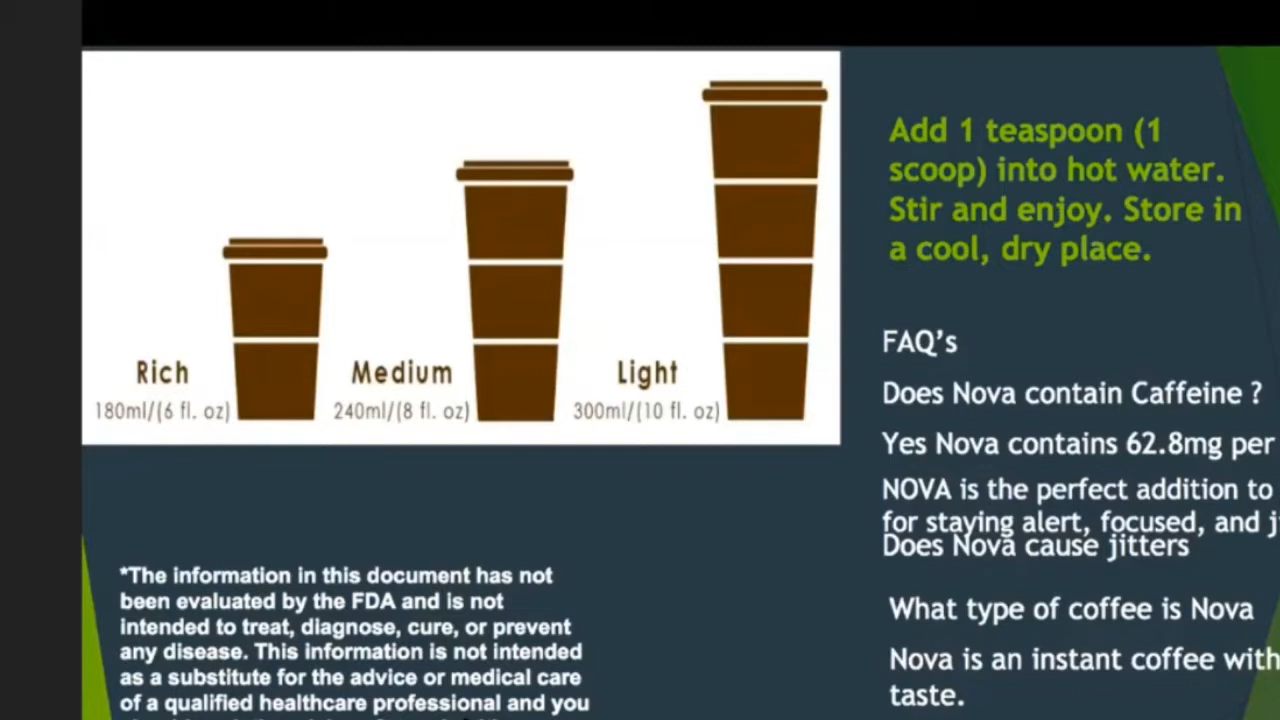 Rich
180ml/(6 fl. oz)
Medium
240ml/(8 fl. oz)
Light
300ml/(10 fl. oz)
Add 1 teaspoon (1
scoop) into hot water.
Stir and enjoy. Store in
a cool, dry place.
FAQ's
Does Nova contain Caffeine ?
Yes Nova contains 62.8mg per
NOVA is the perfect addition to
for staying alert, focused, and
Does Nova cause jitters
What type of coffee is Nova
Nova is an instant coffee with
taste.
*The information in this document has not
been evaluated by the FDA and is not
intended to treat, diagnose, cure, or prevent
any disease. This information is not intended
as a substitute for the advice or medical care
of a qualified healthcare professional and you